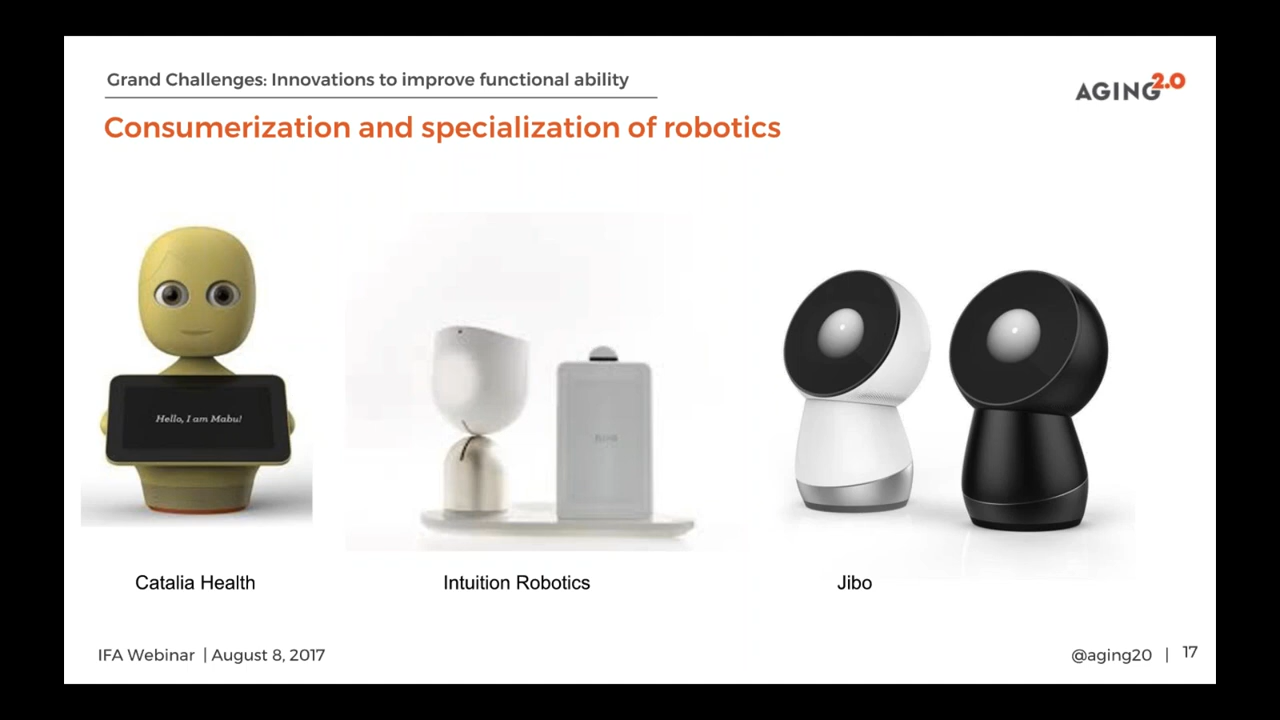 Grand Challenges: Innovations to improve functional ability
AGING2.0
Consumerization and specialization of robotics
Hello, I am Mabu!
Catalia Health
Intuition Robotics
Jibo
IFA Webinar | August 8, 2017
@aging20 | 17